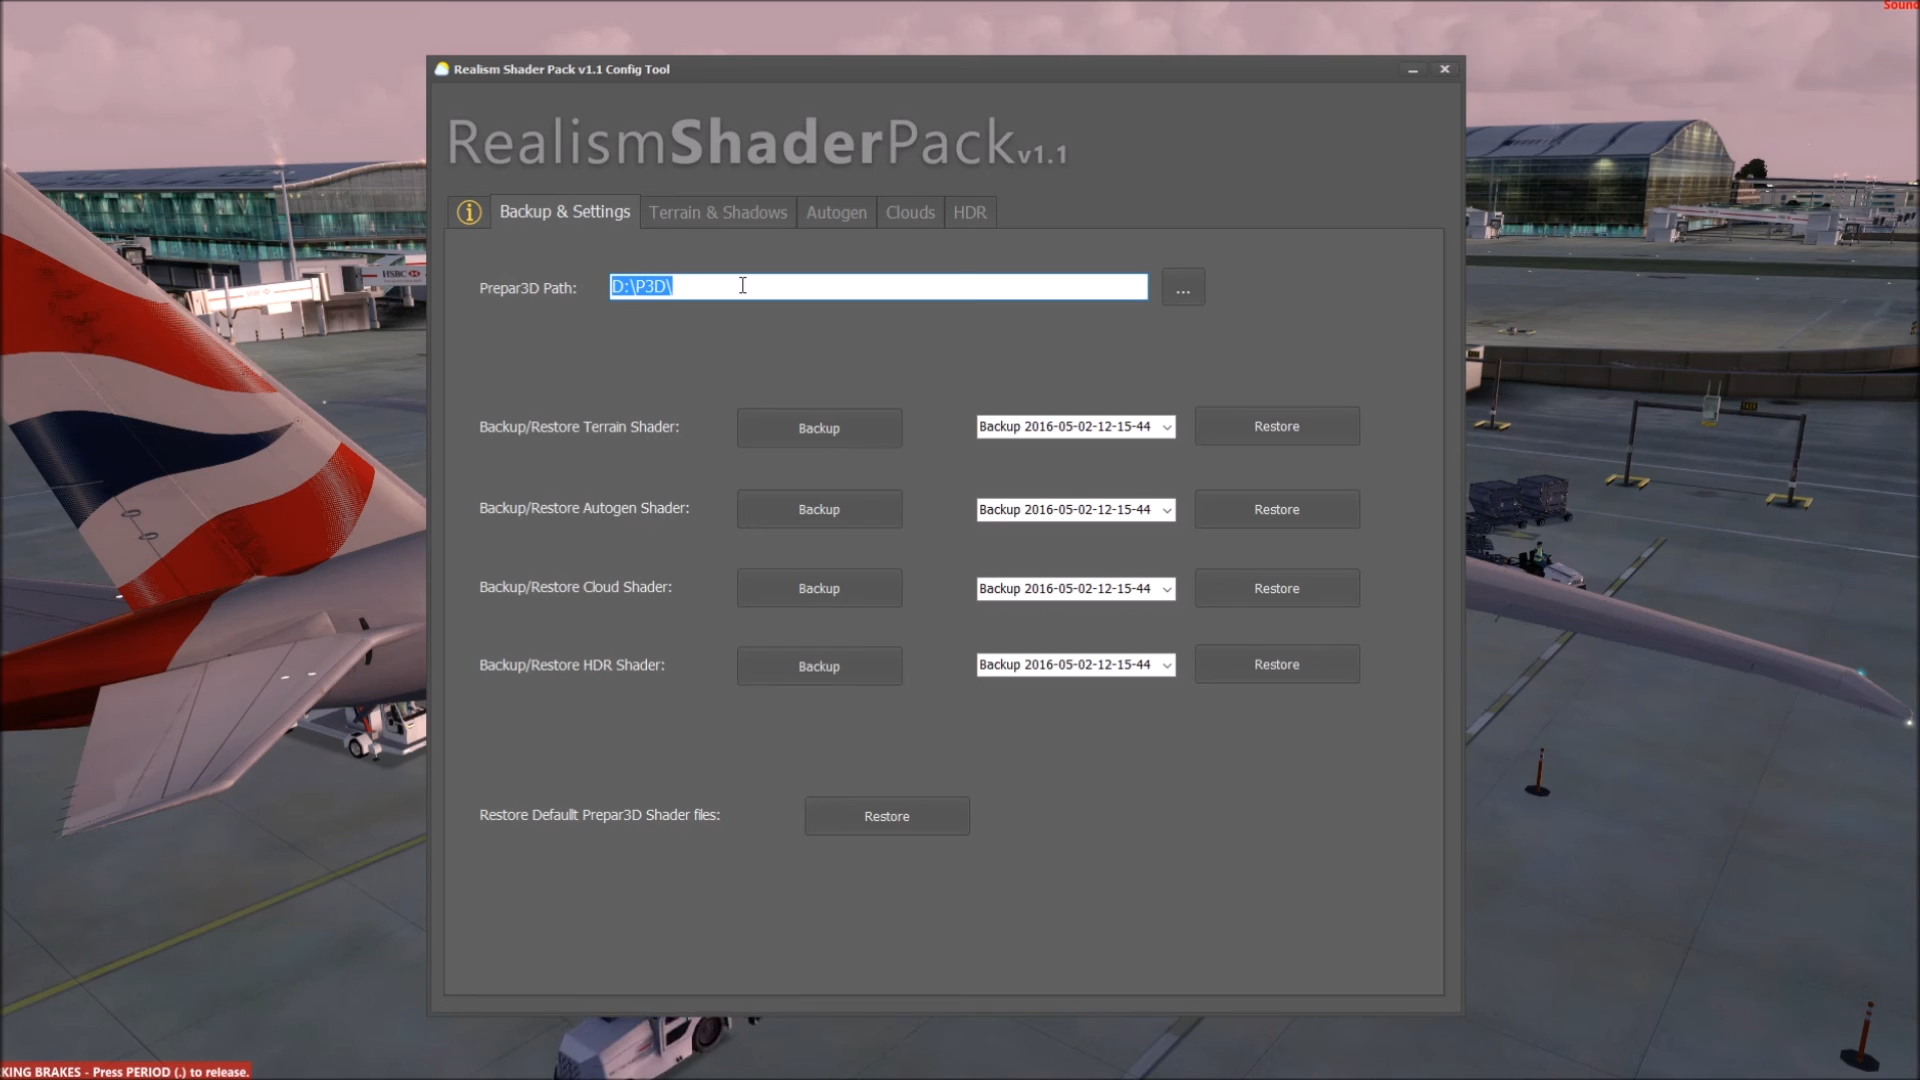 Sound
Realism Shader Pack v1.1 Config Tool
RealismShaderPack v1.1
Backup & Settings
Terrain & Shadows
Autogen
Clouds
HDR
Prepar3D Path:
D:\P3D\
...
HSBC
Backup/Restore Terrain Shader:
Backup
Backup 2016-05-02-12-15-44
Restore
Backup/Restore Autogen Shader:
Backup
Backup 2016-05-02-12-15-44
Restore
Backup/Restore Cloud Shader:
Backup
Backup 2016-05-02-12-15-44
Restore
Backup/Restore HDR Shader:
Backup
Backup 2016-05-02-12-15-44
Restore
Restore Default Prepar3D Shader files:
Restore
KING BRAKES - Press PERIOD (.) to release.